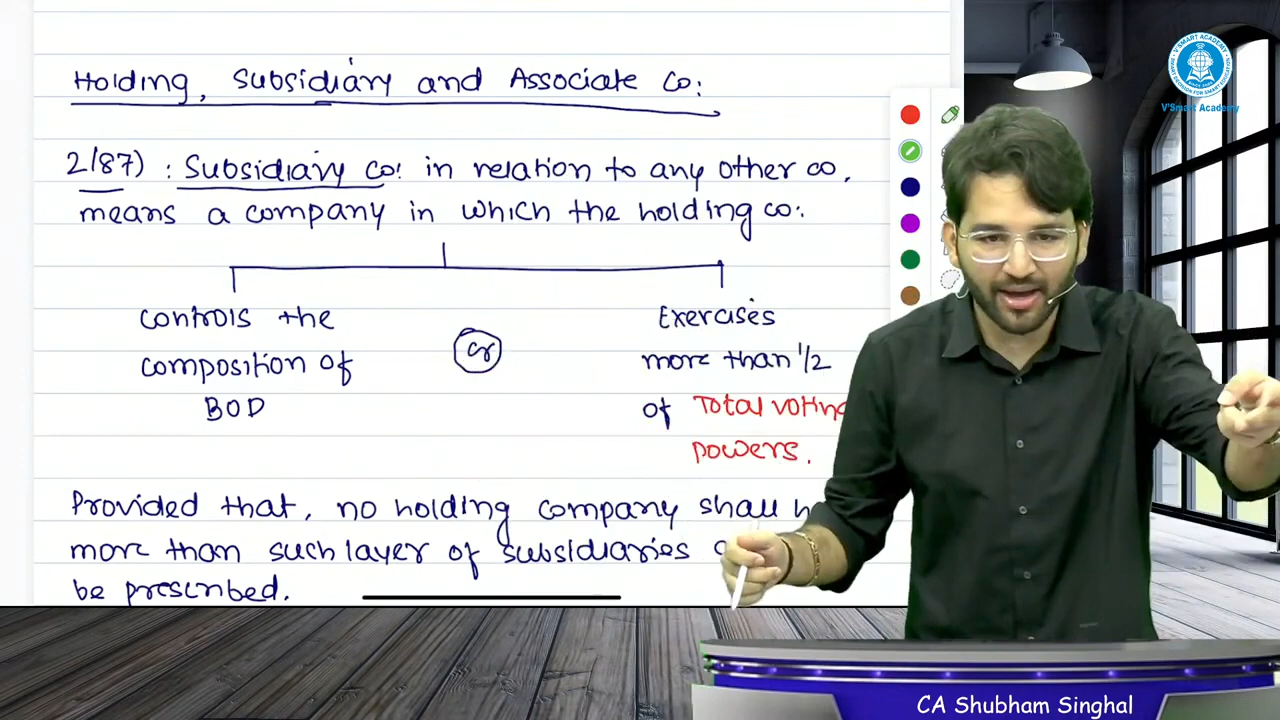 Holding, Subsidiary and Associate Co:
2(87) : Subsidiary Co: in relation to any other co,
means a company in which the holding co:
controls the
composition of
BOD
or
Exercises
more than 1/2
of Total voting
powers.
Provided that, no holding company shall
more than such layer of subsidiaries
be prescribed.
V'SMART ACADEMY
V'Smart Academy
CA Shubham Singhal